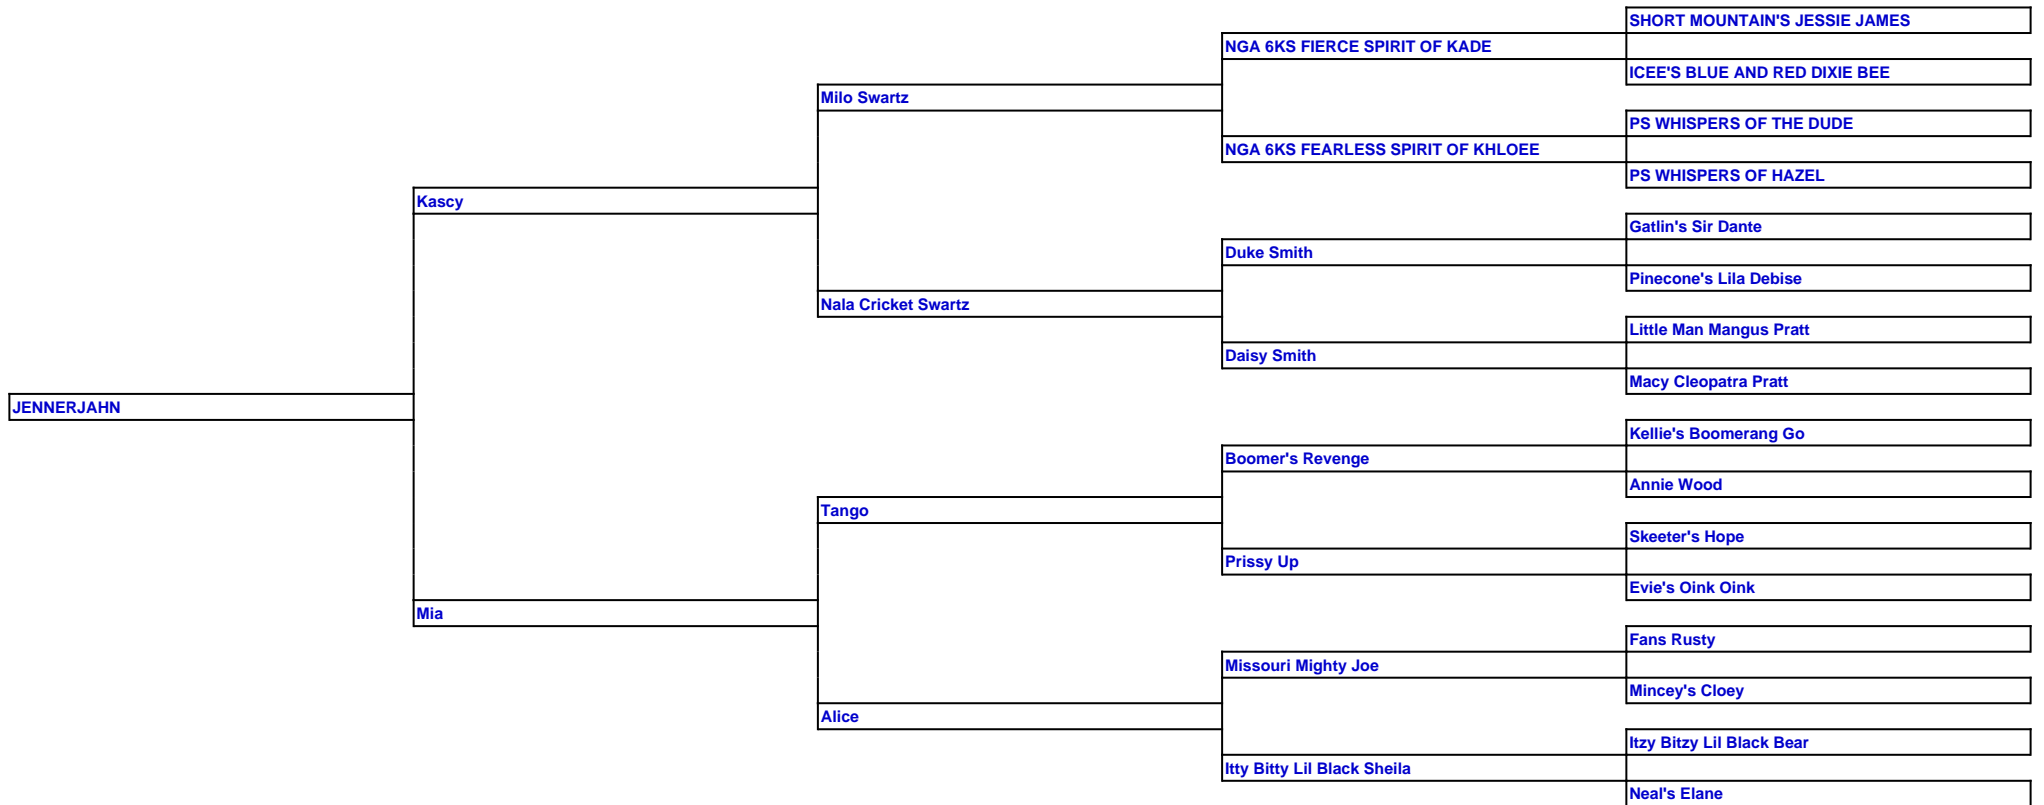 SHORT MOUNTAIN'S JESSIE JAMES
NGA 6KS FIERCE SPIRIT OF KADE
ICEE'S BLUE AND RED DIXIE BEE
Milo Swartz
PS WHISPERS OF THE DUDE
NGA 6KS FEARLESS SPIRIT OF KHLOEE
PS WHISPERS OF HAZEL
Kascy
Gatlin's Sir Dante
Duke Smith
Pinecone's Lila Debise
Nala Cricket Swartz
Little Man Mangus Pratt
Daisy Smith
Macy Cleopatra Pratt
JENNERJAHN
Kellie's Boomerang Go
Boomer's Revenge
Annie Wood
Tango
Skeeter's Hope
Prissy Up
Evie's Oink Oink
Mia
Fans Rusty
Missouri Mighty Joe
Mincey's Cloey
Alice
Itzy Bitzy Lil Black Bear
Itty Bitty Lil Black Sheila
Neal's Elane